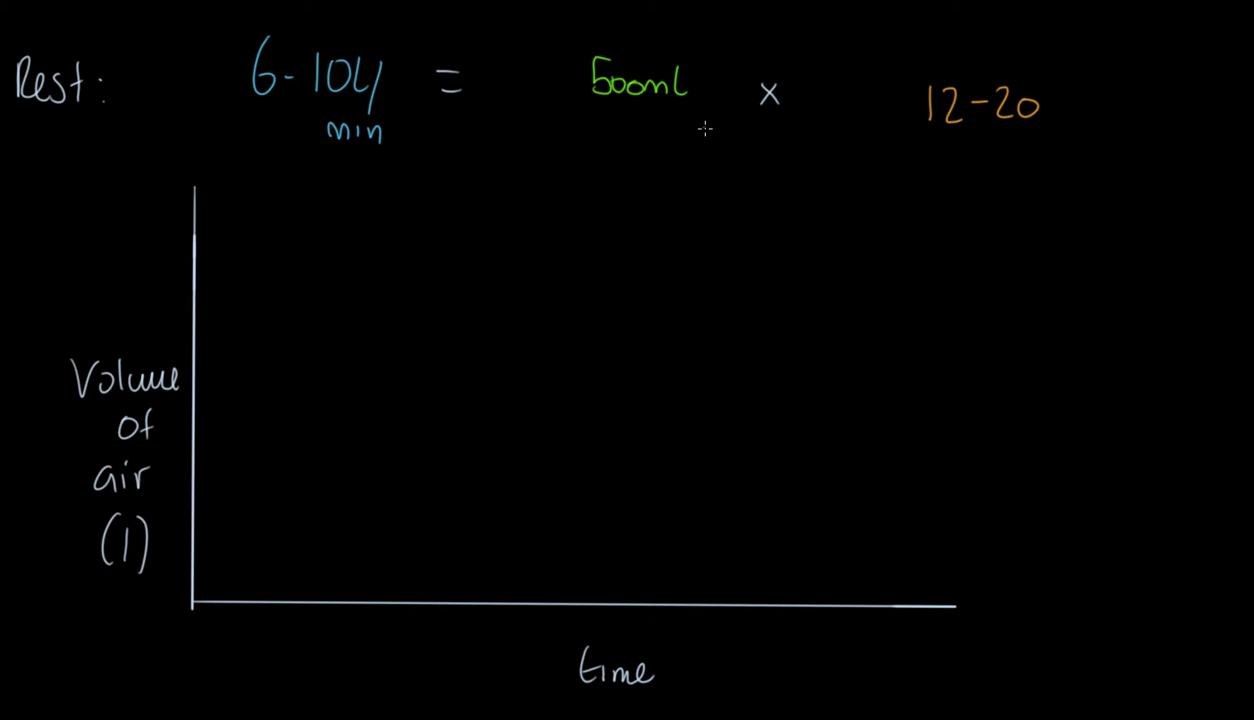 Rest: 6-10L/min = 500ml x 12-20
Volume
of
air
(l)
time